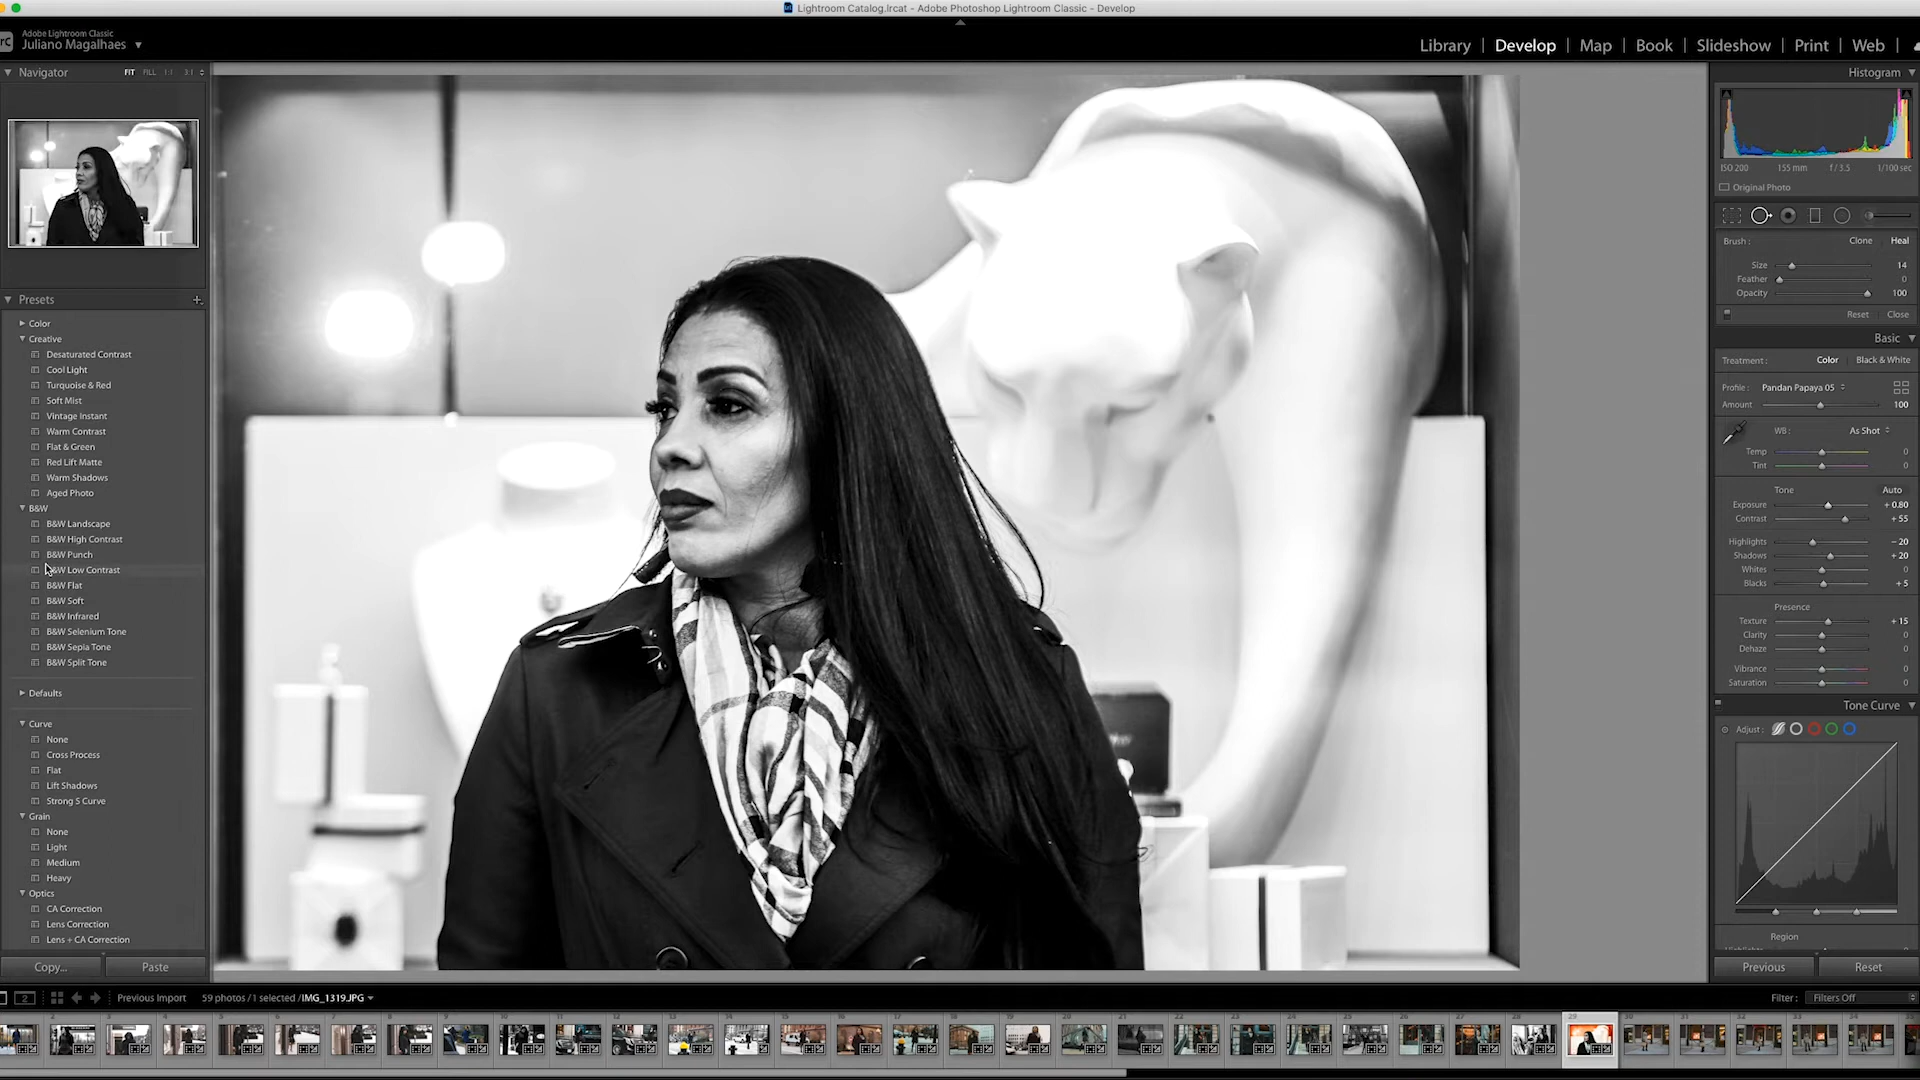 Lightroom Catalog.lrcat - Adobe Photoshop Lightroom Classic - Develop
Adobe Lightroom Classic
Juliano Magalhaes
Library | Develop | Map | Book | Slideshow | Print | Web |
Navigator FIT FILL 1:1 3:1
Presets +
Color
Creative
Desaturated Contrast
Cool Light
Turquoise & Red
Soft Mist
Vintage Instant
Warm Contrast
Flat & Green
Red Lift Matte
Warm Shadows
Aged Photo
B&W
B&W Landscape
B&W High Contrast
B&W Punch
B&W Low Contrast
B&W Flat
B&W Soft
B&W Infrared
B&W Selenium Tone
B&W Sepia Tone
B&W Split Tone
Defaults
Curve
None
Cross Process
Flat
Lift Shadows
Strong S Curve
Grain
None
Light
Medium
Heavy
Optics
CA Correction
Lens Correction
Lens + CA Correction
Copy... Paste
Histogram
ISO 200 155 mm f / 3.5 1/100 sec
Original Photo
Brush : Clone Heal
Size 14
Feather 0
Opacity 100
Reset Close
Basic
Treatment : Color Black & White
Profile : Pandan Papaya 05
Amount 100
WB : As Shot
Temp 0
Tint 0
Tone Auto
Exposure + 0.80
Contrast + 55
Highlights - 20
Shadows + 20
Whites 0
Blacks + 5
Presence
Texture + 15
Clarity 0
Dehaze 0
Vibrance 0
Saturation 0
Tone Curve
Adjust :
Region
Previous Reset
2 Previous Import 59 photos / 1 selected / IMG_1319.JPG Filter : Filters Off